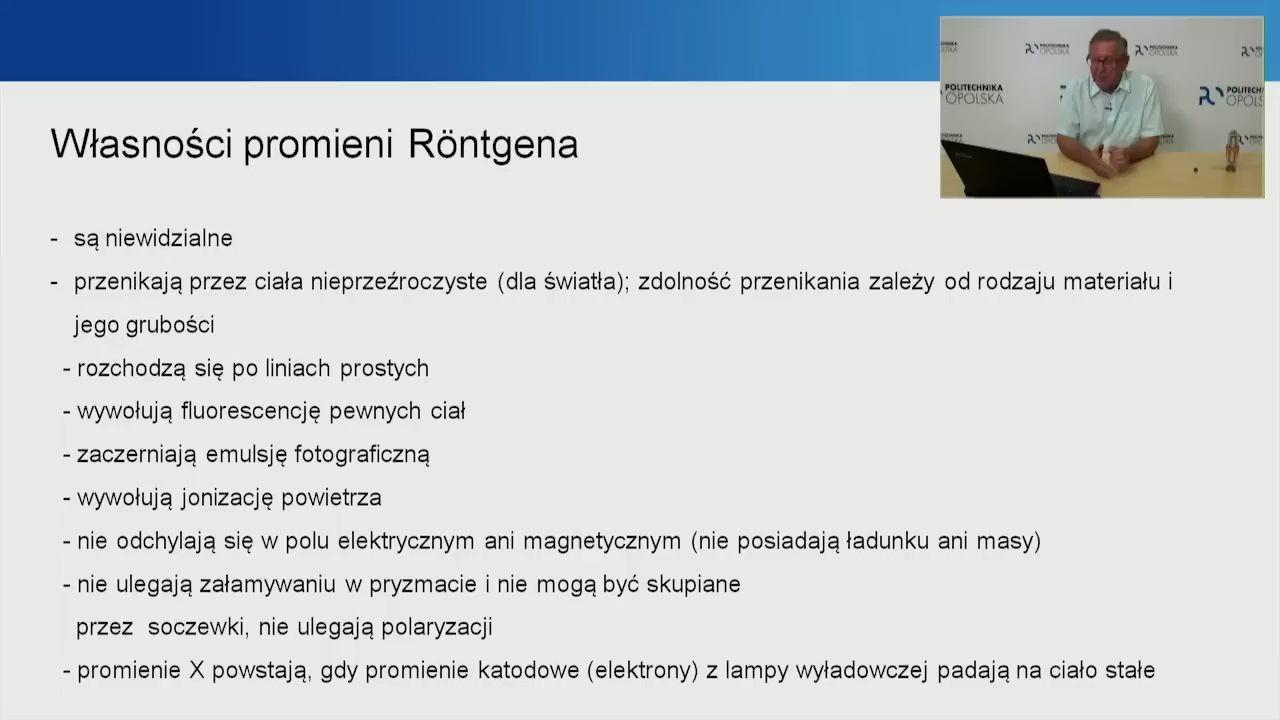 Własności promieni Röntgena
- są niewidzialne
- przenikają przez ciała nieprzeźroczyste (dla światła); zdolność przenikania zależy od rodzaju materiału i
jego grubości
- rozchodzą się po liniach prostych
- wywołują fluorescencję pewnych ciał
- zaczerniają emulsję fotograficzną
- wywołują jonizację powietrza
- nie odchylają się w polu elektrycznym ani magnetycznym (nie posiadają ładunku ani masy)
- nie ulegają załamywaniu w pryzmacie i nie mogą być skupiane
przez soczewki, nie ulegają polaryzacji
- promienie X powstają, gdy promienie katodowe (elektrony) z lampy wyładowczej padają na ciało stałe
POLITECHNIKA
OPOLSKA
POLITECHNIKA
OPOLSKA
POLITECHNIKA
OPOLSKA